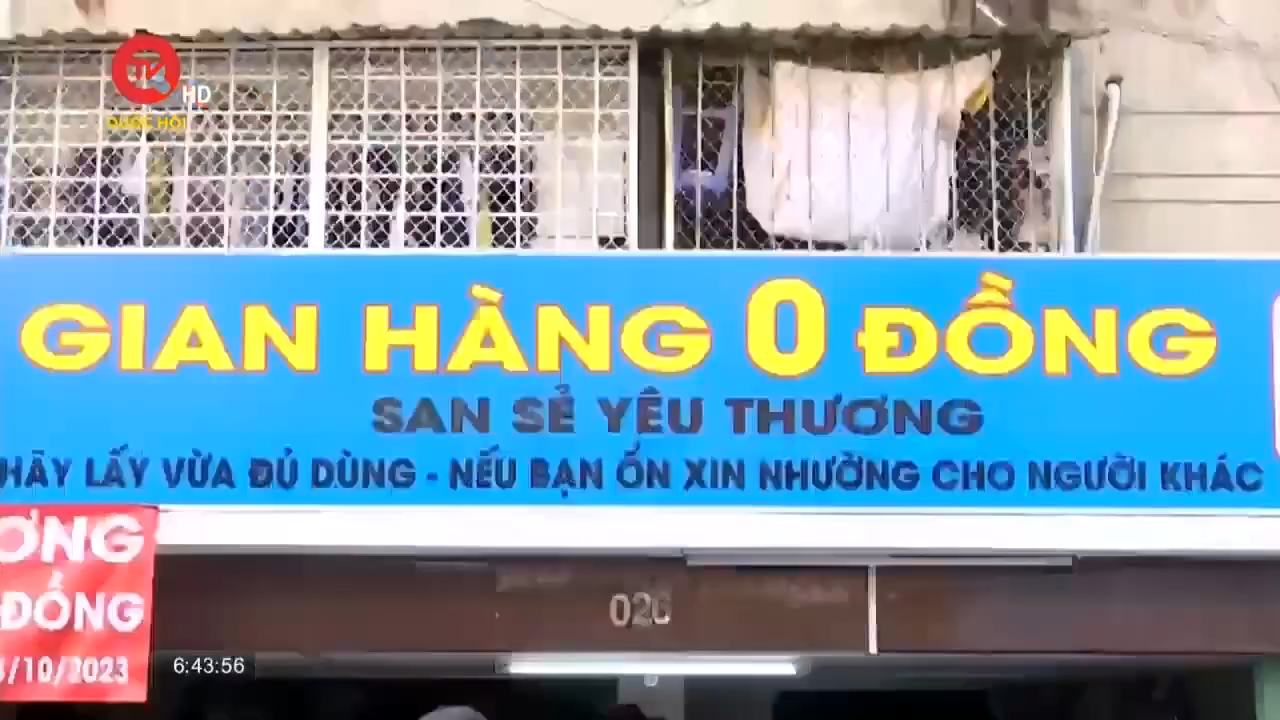 HD
QUỐC HỘI
GIAN HÀNG 0 ĐỒNG
SAN SẺ YÊU THƯƠNG
HÃY LẤY VỪA ĐỦ DÙNG - NẾU BẠN ỔN XIN NHƯỜNG CHO NGƯỜI KHÁC
ƠNG
ĐỒNG
/10/2023
6:43:56